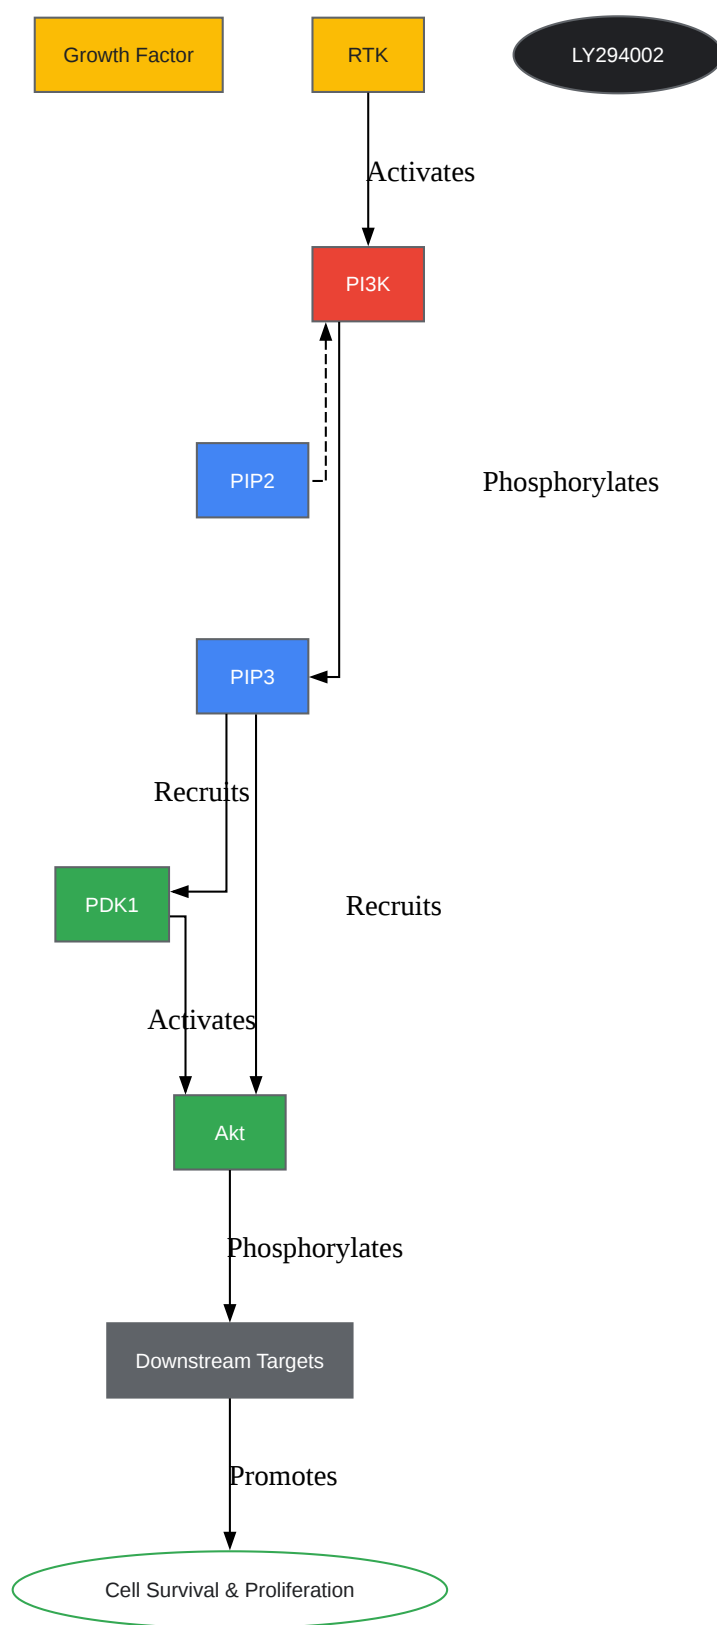 Growth Factor
RTK
LY294002
Activates
PI3K
PIP2
Phosphorylates
PIP3
Recruits
PDK1
Recruits
Activates
Akt
Phosphorylates
Downstream Targets
Promotes
Cell Survival & Proliferation